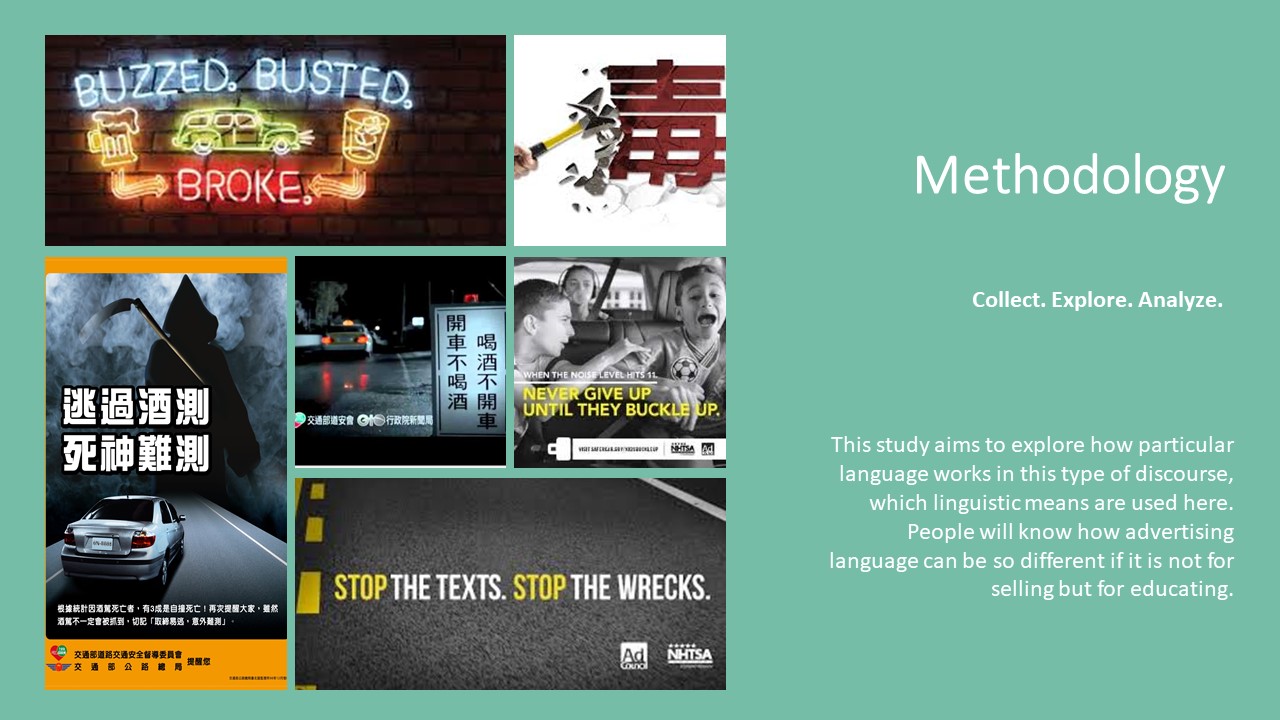 BUZZED. BUSTED.
BROKE.
毒
逃過酒測
死神難測
根據統計因酒駕死亡者，有3成是自撞死亡！再次提醒大家，雖然
酒駕不一定會被抓到，切記「取締易逃，意外難測」。
交通部道路交通安全督導委員會
交通部公路總局
提醒您
開車不喝酒
喝酒不開車
交通部道安會
行政院新聞局
WHEN THE NOISE LEVEL HITS 11,
NEVER GIVE UP
UNTIL THEY BUCKLE UP.
VISIT SAFERCAR.GOV/KIDSBUCKLEUP
NHTSA
Ad
STOP THE TEXTS. STOP THE WRECKS.
Ad
Council
NHTSA
Methodology
Collect. Explore. Analyze.
This study aims to explore how particular
language works in this type of discourse,
which linguistic means are used here.
People will know how advertising
language can be so different if it is not for
selling but for educating.